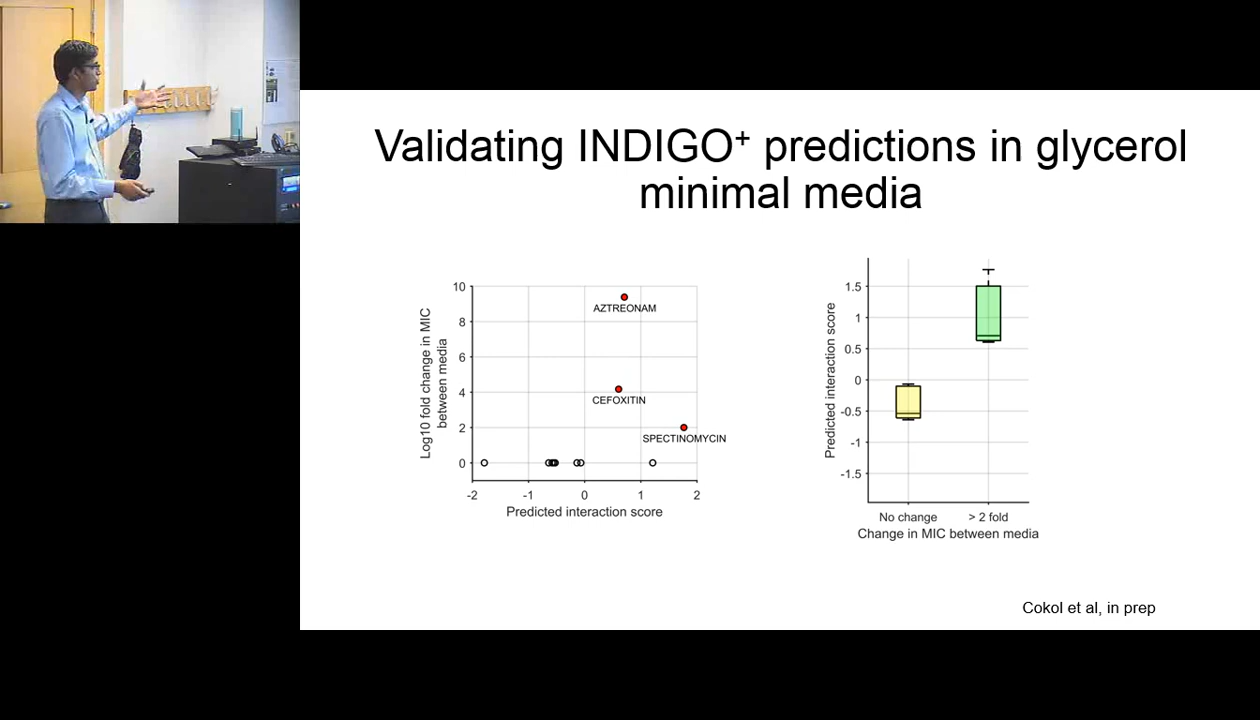 Validating INDIGO⁺ predictions in glycerol
minimal media
Log10 fold change in MIC
between media
10
8
6
4
2
0
AZTREONAM
CEFOXITIN
SPECTINOMYCIN
-2
-1
0
1
2
Predicted interaction score
Predicted interaction score
1.5
1
0.5
0
-0.5
-1
-1.5
No change
> 2 fold
Change in MIC between media
Cokol et al, in prep